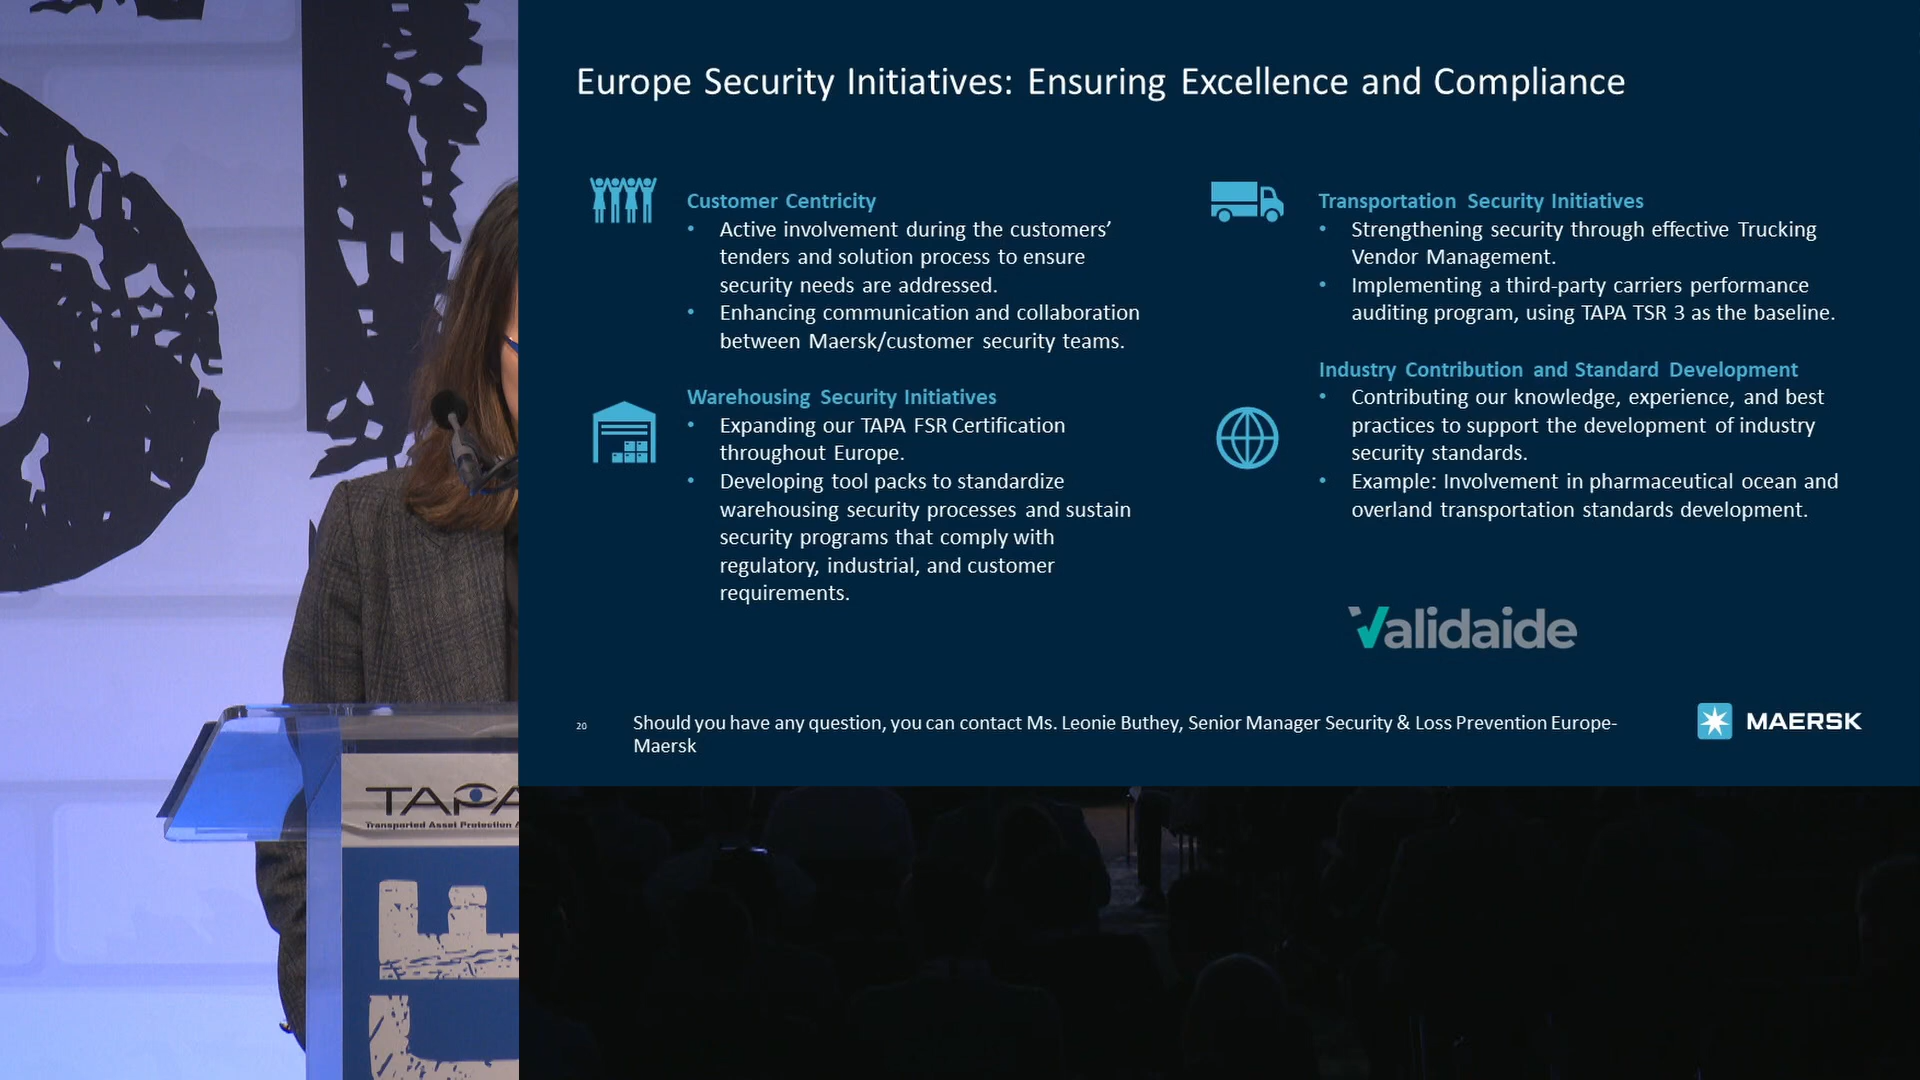 Europe Security Initiatives: Ensuring Excellence and Compliance
Customer Centricity
• Active involvement during the customers’
tenders and solution process to ensure
security needs are addressed.
• Enhancing communication and collaboration
between Maersk/customer security teams.
Warehousing Security Initiatives
• Expanding our TAPA FSR Certification
throughout Europe.
• Developing tool packs to standardize
warehousing security processes and sustain
security programs that comply with
regulatory, industrial, and customer
requirements.
Transportation Security Initiatives
• Strengthening security through effective Trucking
Vendor Management.
• Implementing a third-party carriers performance
auditing program, using TAPA TSR 3 as the baseline.
Industry Contribution and Standard Development
• Contributing our knowledge, experience, and best
practices to support the development of industry
security standards.
• Example: Involvement in pharmaceutical ocean and
overland transportation standards development.
Validaide
20
Should you have any question, you can contact Ms. Leonie Buthey, Senior Manager Security & Loss Prevention Europe-
Maersk
MAERSK
TAPA
Transported Asset Protection